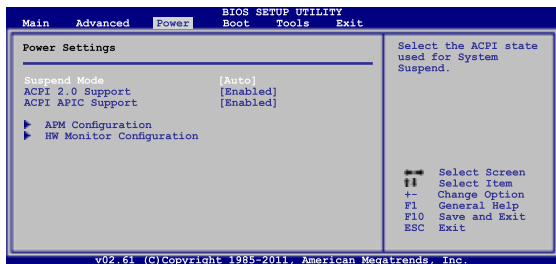 BIOS SETUP UTILITY
Main Advanced Power Boot Tools Exit
Power Settings
Suspend Mode [Auto]
ACPI 2.0 Support [Enabled]
ACPI APIC Support [Enabled]
APM Configuration
HW Monitor Configuration
Select the ACPI state
used for System
Suspend.
Select Screen
Select Item
+- Change Option
F1 General Help
F10 Save and Exit
ESC Exit
v02.61 (C)Copyright 1985-2011, American Megatrends, Inc.